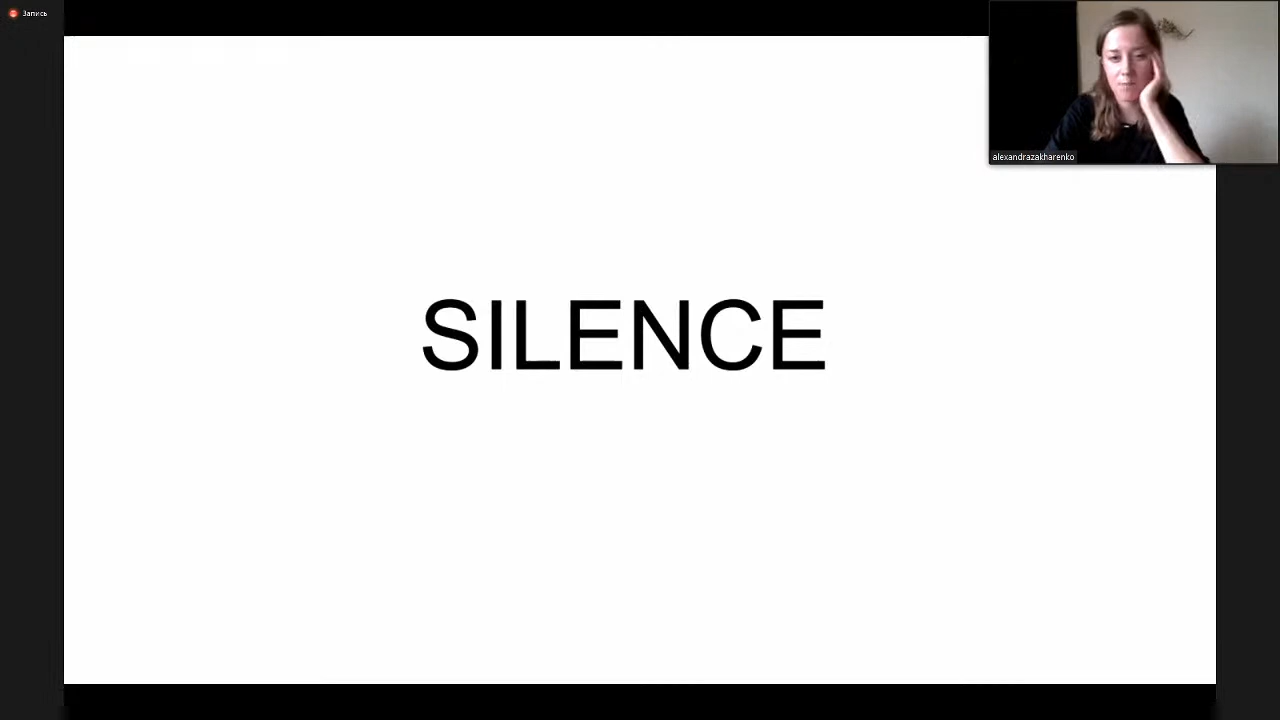 Запись
alexandrazakharenko
SILENCE